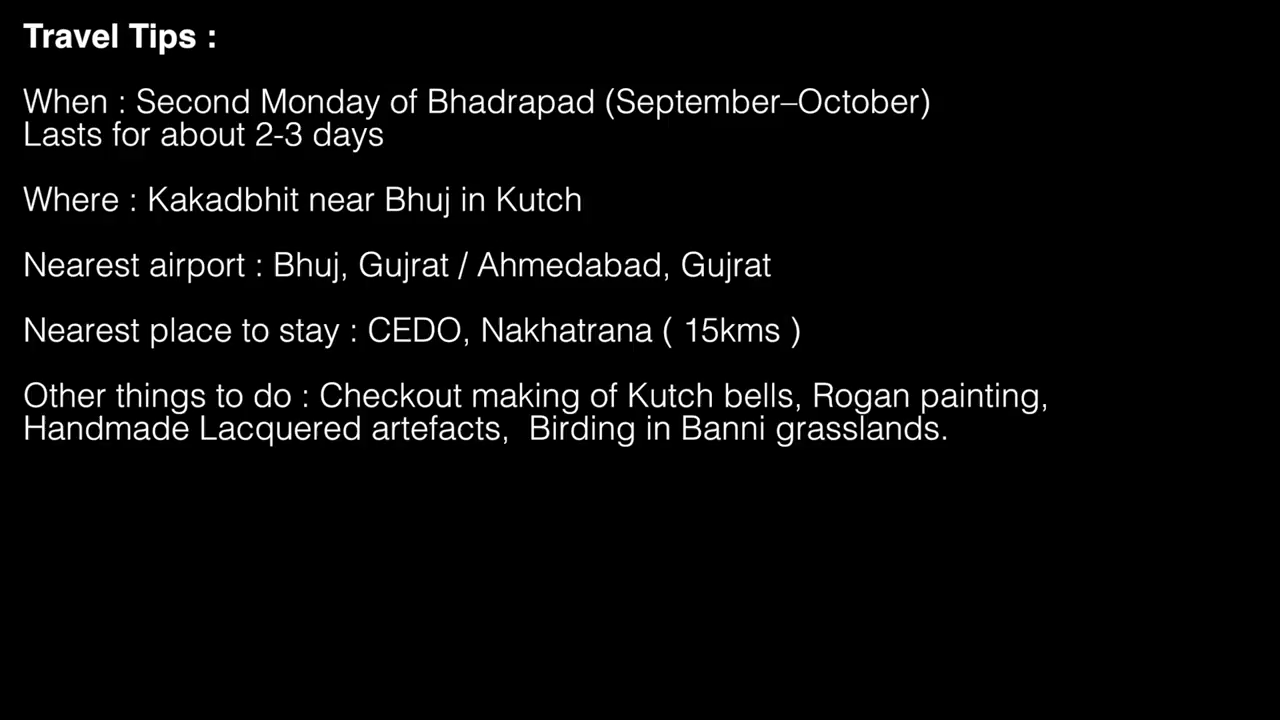 Travel Tips :
When : Second Monday of Bhadrapad (September–October)
Lasts for about 2-3 days
Where : Kakadbhit near Bhuj in Kutch
Nearest airport : Bhuj, Gujrat / Ahmedabad, Gujrat
Nearest place to stay : CEDO, Nakhatrana ( 15kms )
Other things to do : Checkout making of Kutch bells, Rogan painting,
Handmade Lacquered artefacts,  Birding in Banni grasslands.